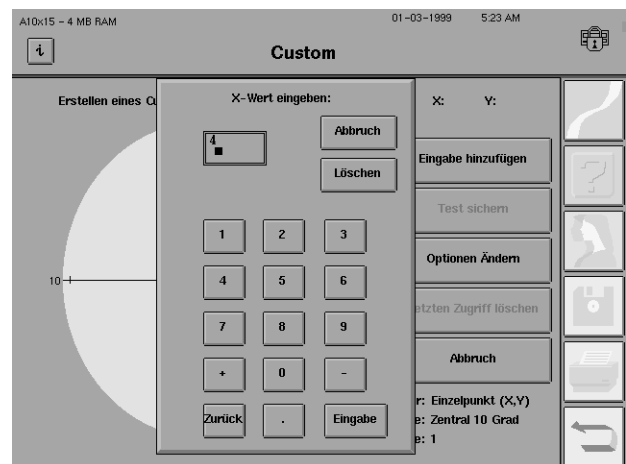 A10x15 – 4 MB RAM
01-03-1999 5:23 AM
i
Custom
Erstellen eines
X: Y:
X-Wert eingeben:
4
Abbruch
Löschen
Eingabe hinzufügen
Test sichern
Optionen Ändern
Zugriff löschen
Abbruch
10
1 2 3
4 5 6
7 8 9
+ 0 -
Zurück . Eingabe
r: Einzelpunkt (X,Y)
e: Zentral 10 Grad
e: 1
?